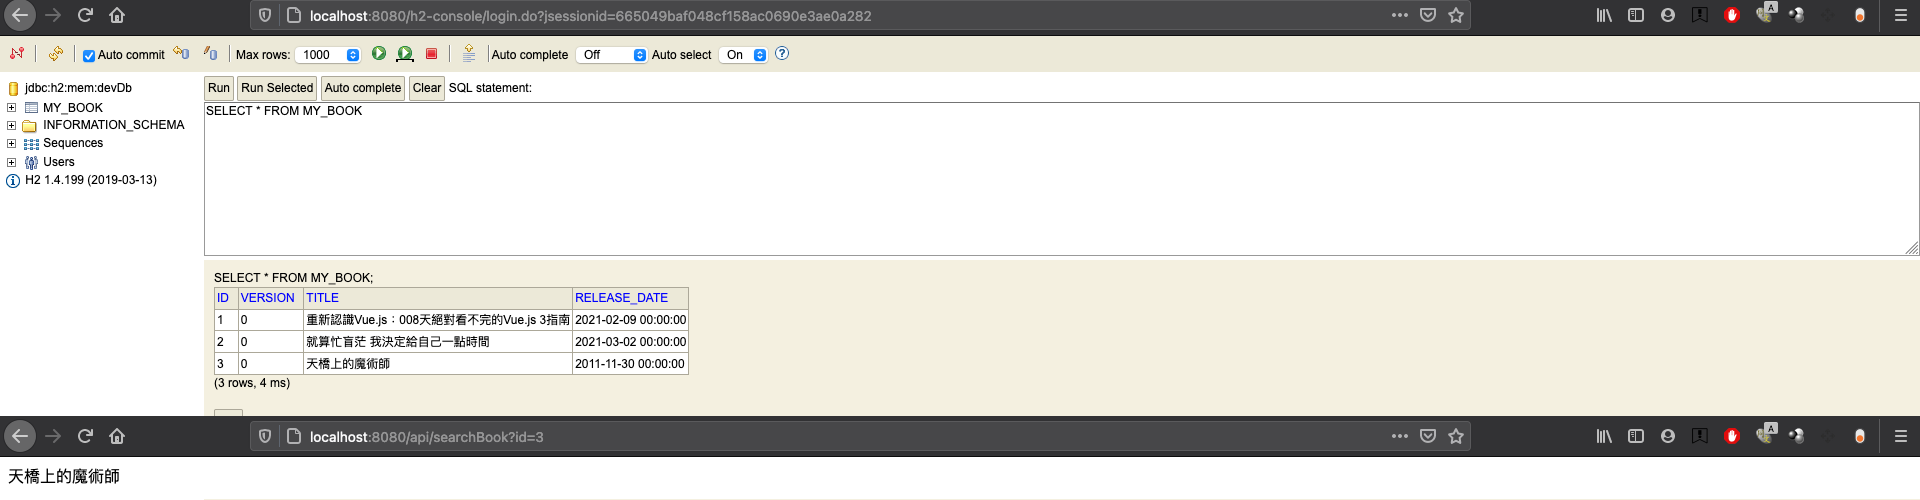 localhost:8080/h2-console/login.do?jsessionid=665049baf048cf158ac0690e3ae0a282
A
Auto commit Max rows: 1000 Auto complete Off Auto select On ?
jdbc:h2:mem:devDb
MY_BOOK
INFORMATION_SCHEMA
Sequences
Users
H2 1.4.199 (2019-03-13)
Run Run Selected Auto complete Clear SQL statement:
SELECT * FROM MY_BOOK
SELECT * FROM MY_BOOK;
ID VERSION TITLE RELEASE_DATE
1 0 重新認識Vue.js：008天絕對看不完的Vue.js 3指南 2021-02-09 00:00:00
2 0 就算忙盲茫 我決定給自己一點時間 2021-03-02 00:00:00
3 0 天橋上的魔術師 2011-11-30 00:00:00
(3 rows, 4 ms)
localhost:8080/api/searchBook?id=3
A
天橋上的魔術師